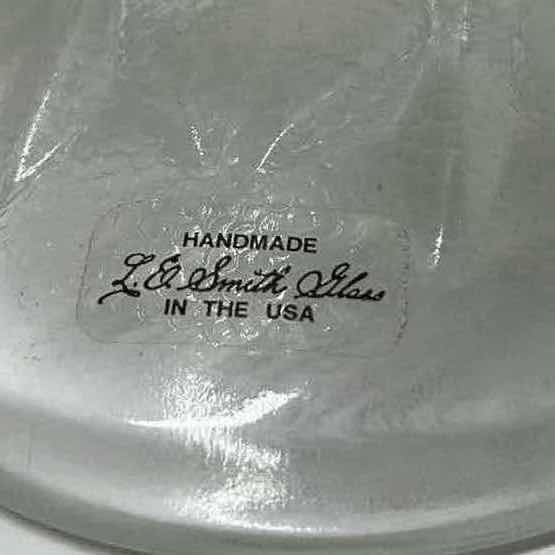 HANDMADE
L. E. Smith Glass
IN THE USA